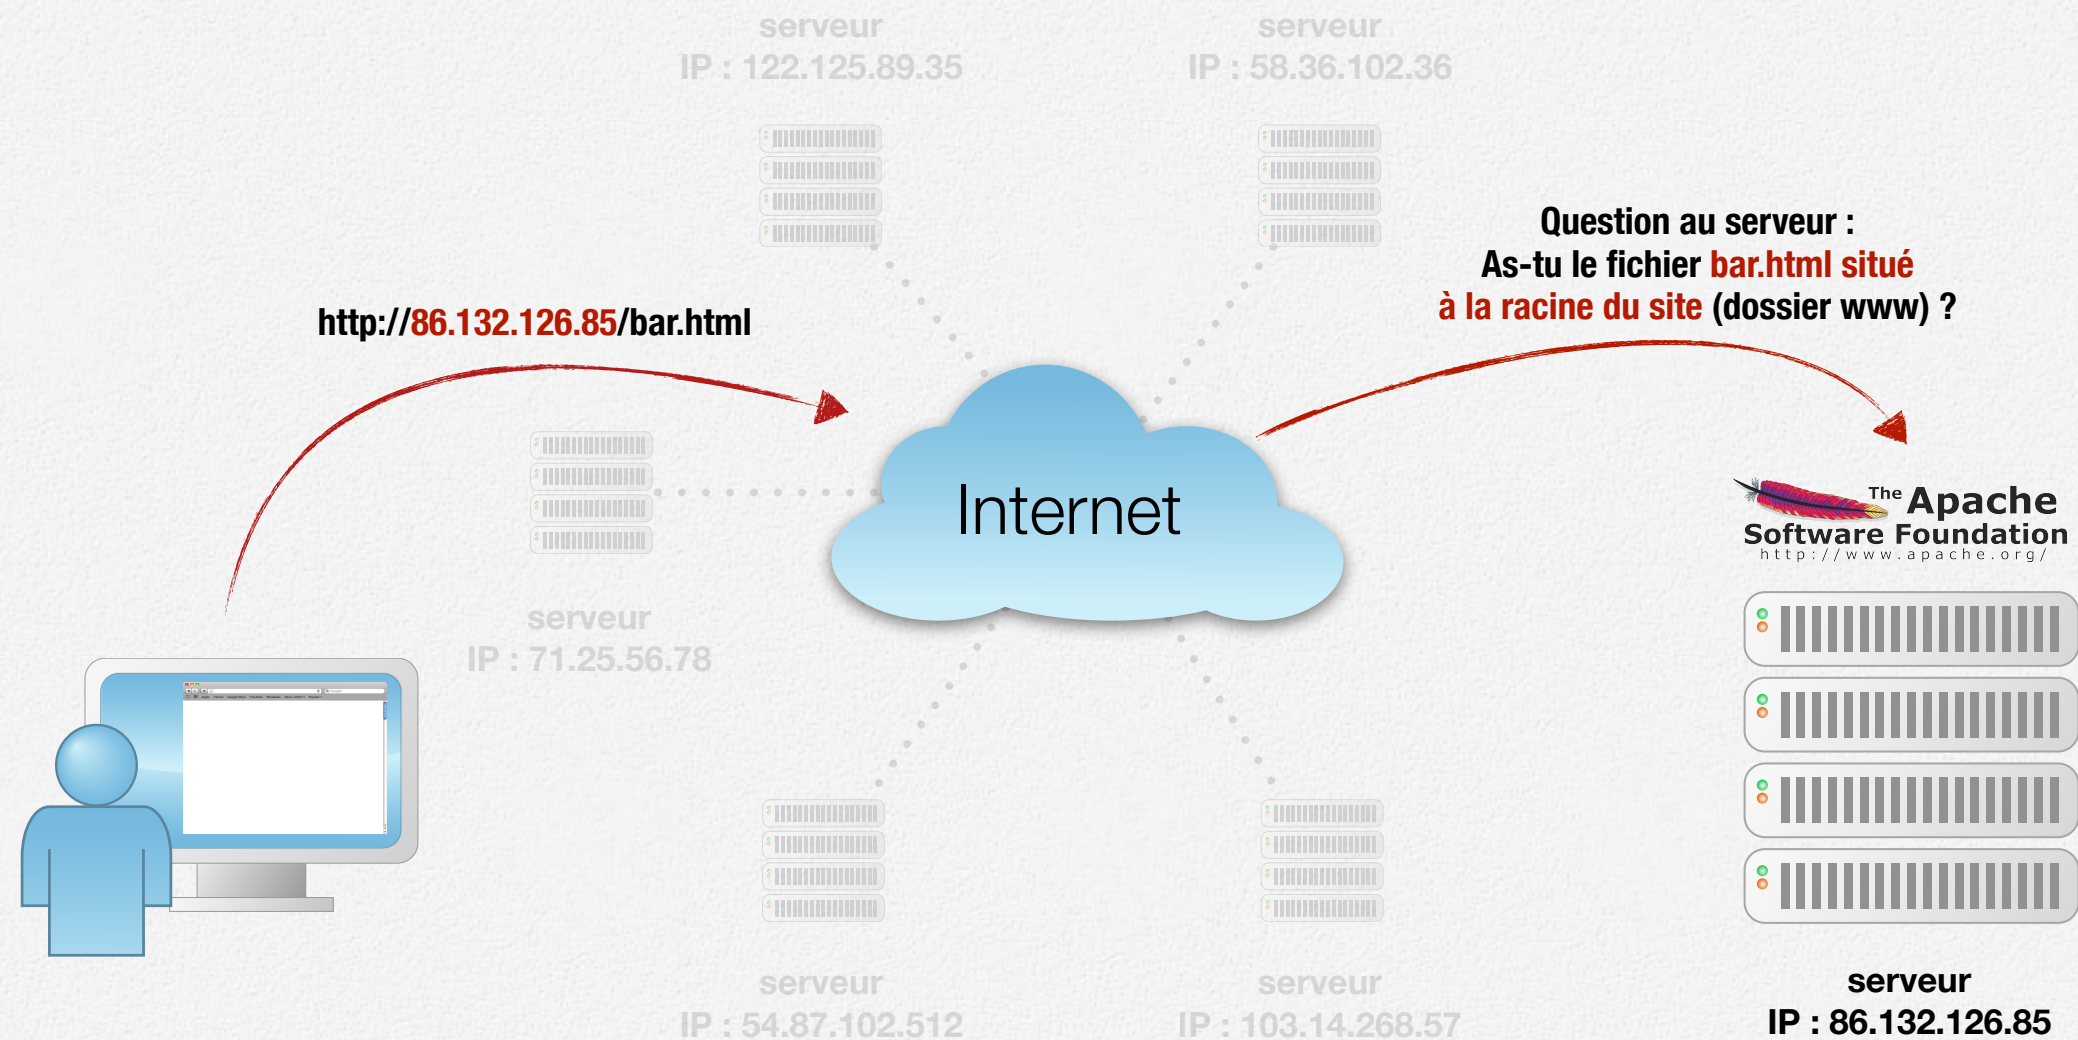 serveur
IP : 122.125.89.35
serveur
IP : 58.36.102.36
Question au serveur :
As-tu le fichier bar.html situé
à la racine du site (dossier www) ?
http://86.132.126.85/bar.html
Internet
The Apache
Software Foundation
http://www.apache.org/
serveur
IP : 71.25.56.78
serveur
IP : 54.87.102.512
serveur
IP : 103.14.268.57
serveur
IP : 86.132.126.85